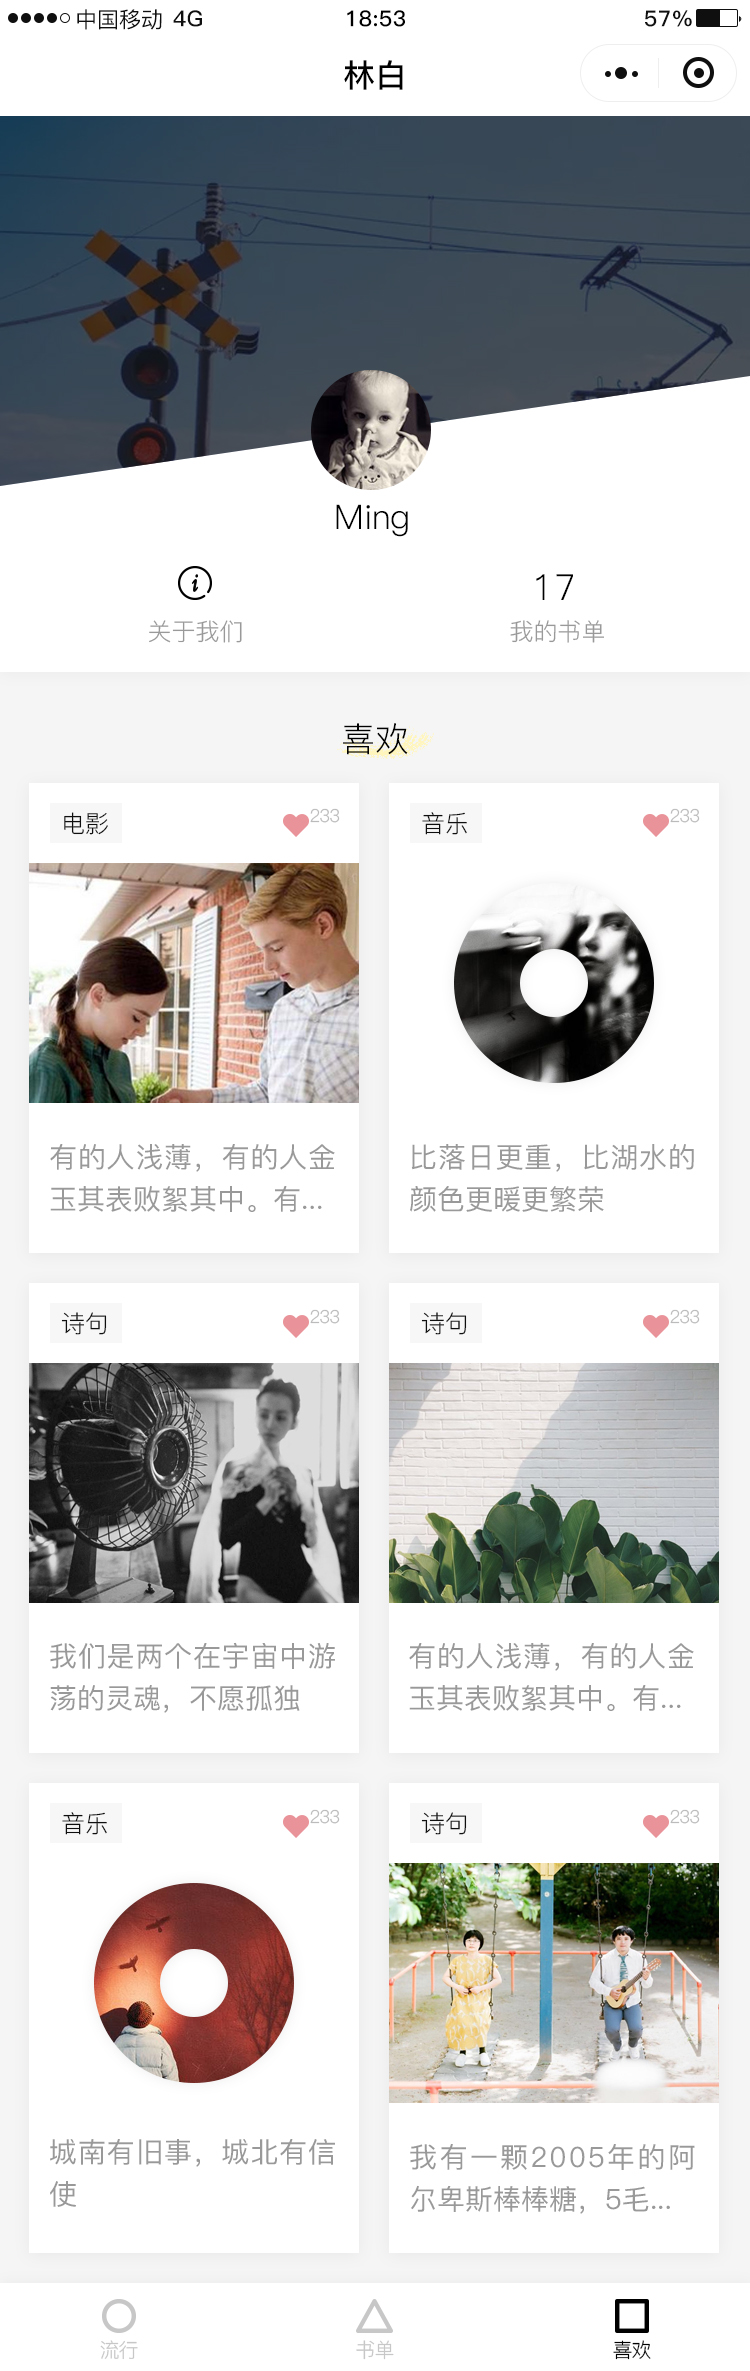 中国移动 4G 18:53 57%
林白
Ming
17
关于我们 我的书单
喜欢
电影 233
音乐 233
有的人浅薄，有的人金
玉其表败絮其中。有...
比落日更重，比湖水的
颜色更暖更繁荣
诗句 233
诗句 233
我们是两个在宇宙中游
荡的灵魂，不愿孤独
有的人浅薄，有的人金
玉其表败絮其中。有...
音乐 233
诗句 233
城南有旧事，城北有信
使
我有一颗2005年的阿
尔卑斯棒棒糖，5毛...
流行 书单 喜欢